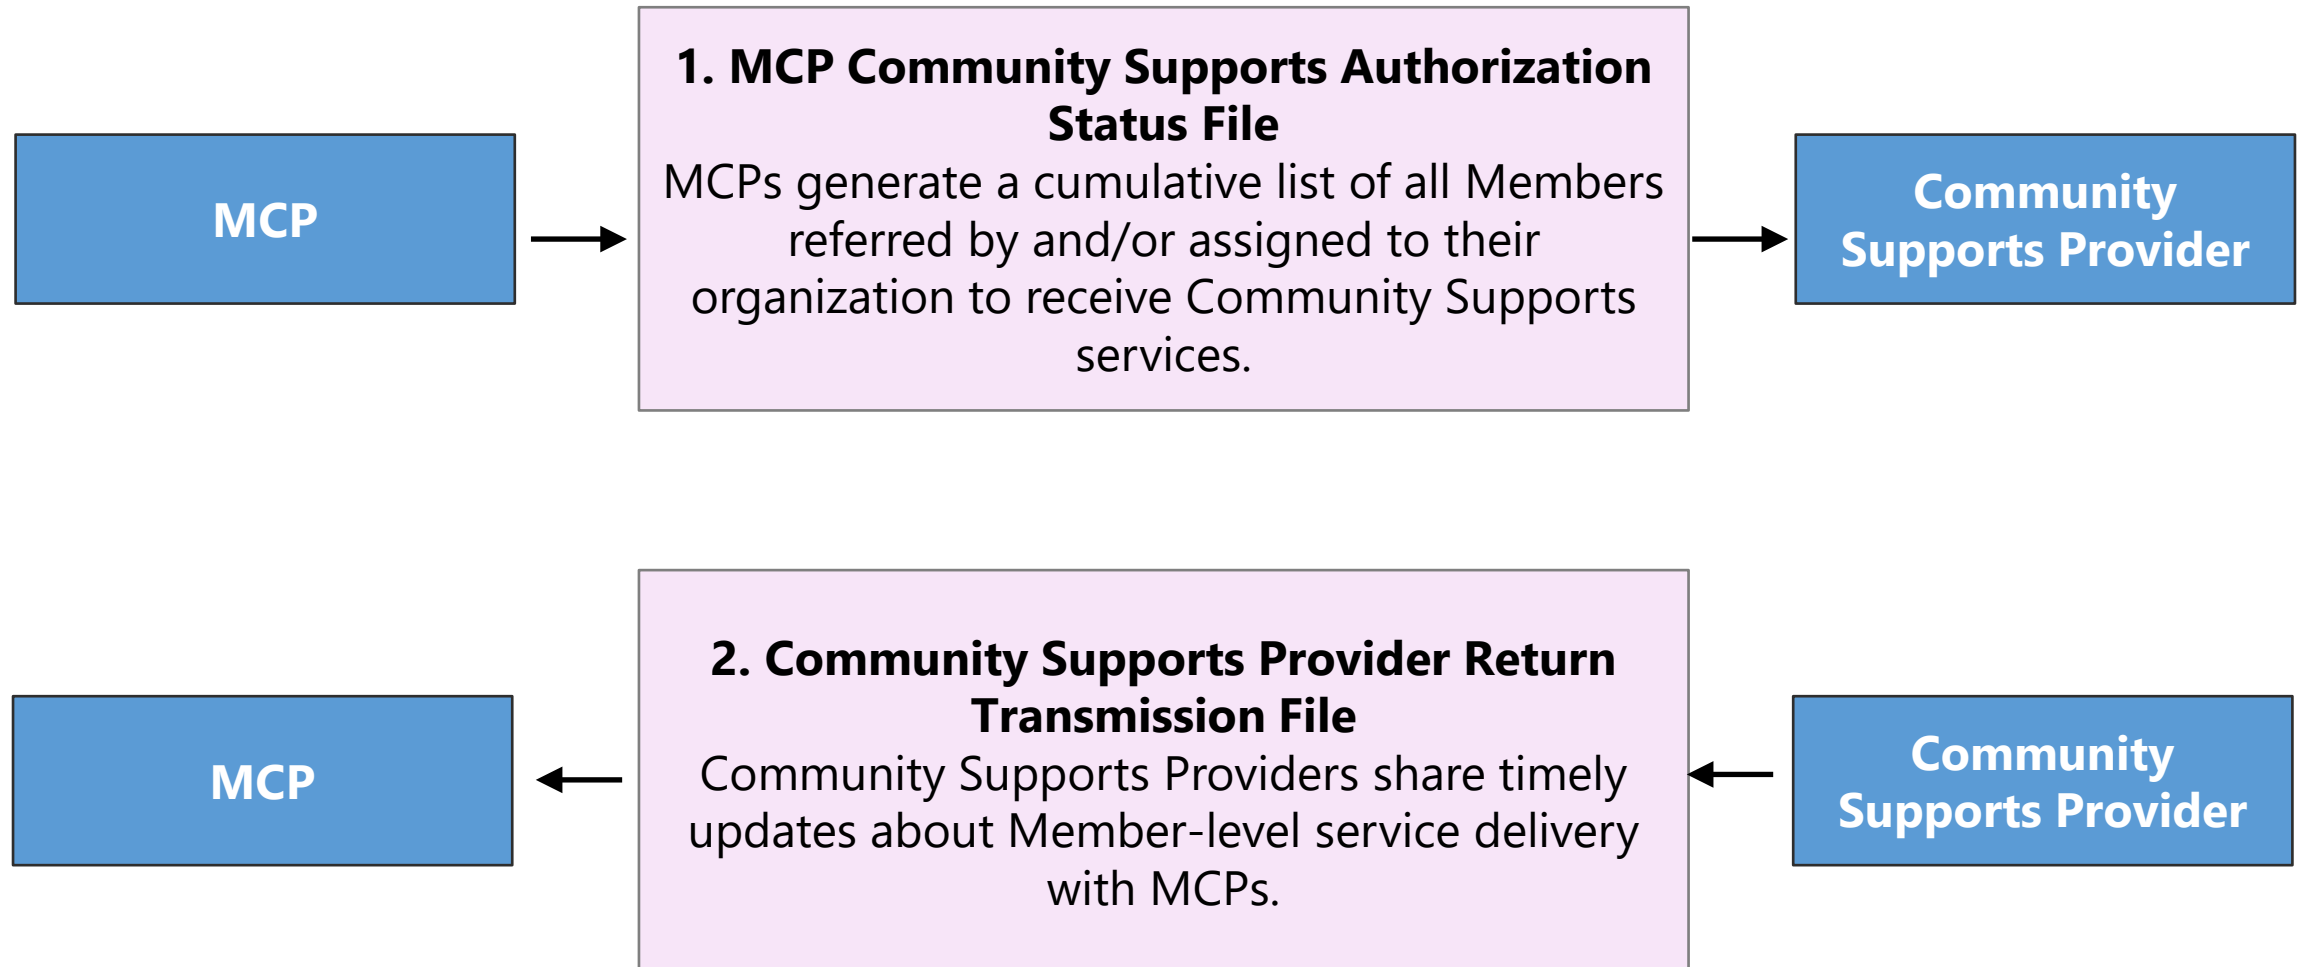 MCP
1. MCP Community Supports Authorization
Status File
MCPs generate a cumulative list of all Members
referred by and/or assigned to their
organization to receive Community Supports
services.
Community
Supports Provider
MCP
2. Community Supports Provider Return
Transmission File
Community Supports Providers share timely
updates about Member-level service delivery
with MCPs.
Community
Supports Provider